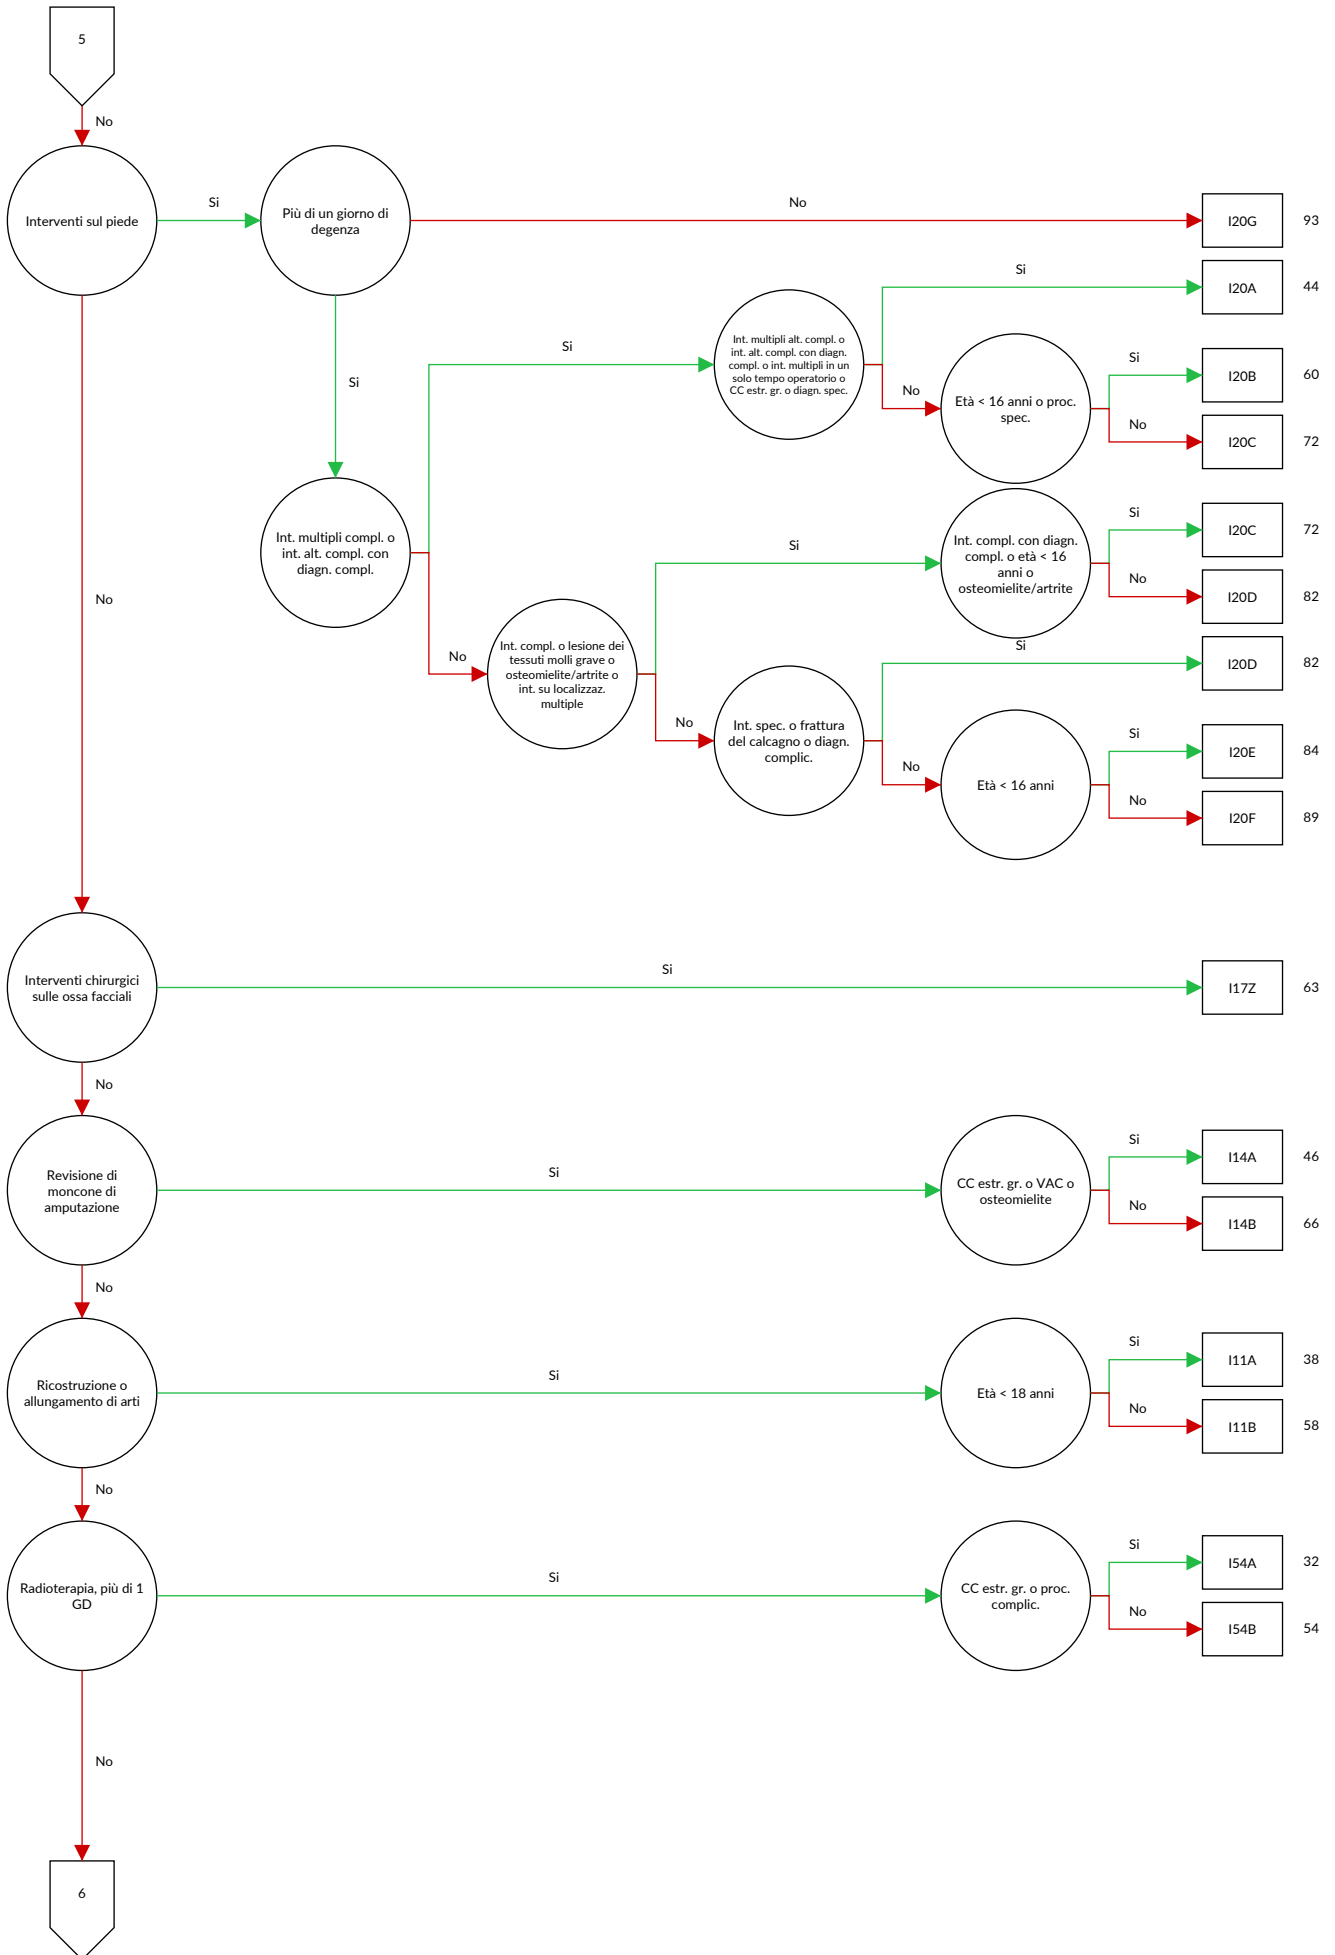 5
No
Interventi sul piede
Si
Più di un giorno di
degenza
No
I20G
93
Si
I20A
44
Si
Int. multipli alt. compl. o
int. alt. compl. con diagn.
compl. o int. multipli in un
solo tempo operatorio o
CC estr. gr. o diagn. spec.
No
Età < 16 anni o proc.
spec.
Si
I20B
60
No
I20C
72
Si
Int. multipli compl. o
int. alt. compl. con
diagn. compl.
Si
Int. compl. con diagn.
compl. o età < 16
anni o
osteomielite/artrite
Si
I20C
72
No
I20D
82
No
No
Int. compl. o lesione dei
tessuti molli grave o
osteomielite/artrite o
int. su localizzaz.
multiple
Si
I20D
82
No
Int. spec. o frattura
del calcagno o diagn.
complic.
No
Età < 16 anni
Si
I20E
84
No
I20F
89
Interventi chirurgici
sulle ossa facciali
Si
I17Z
63
No
Revisione di
moncone di
amputazione
Si
CC estr. gr. o VAC o
osteomielite
Si
I14A
46
No
I14B
66
No
Ricostruzione o
allungamento di arti
Si
Età < 18 anni
Si
I11A
38
No
I11B
58
No
Radioterapia, più di 1
GD
Si
CC estr. gr. o proc.
complic.
Si
I54A
32
No
I54B
54
No
6